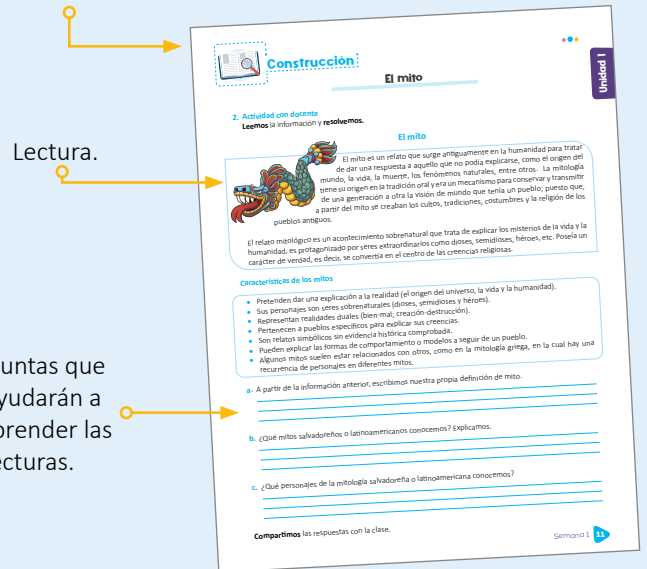 Construcción
El mito
Unidad 1
2. Actividad con docente
Leemos la información y resolvemos.
El mito
El mito es un relato que surge antiguamente en la humanidad para tratar
de dar una respuesta a aquello que no podía explicarse, como el origen del
mundo, la vida, la muerte, los fenómenos naturales, entre otros. La mitología
tiene su origen en la tradición oral y era un mecanismo para conservar y transmitir
de una generación a otra la visión de mundo que tenía un pueblo; puesto que,
a partir del mito se creaban los cultos, tradiciones, costumbres y la religión de los
pueblos antiguos.
El relato mitológico es un acontecimiento sobrenatural que trata de explicar los misterios de la vida y la
humanidad, es protagonizado por seres extraordinarios como dioses, semidioses, héroes, etc. Poseía un
carácter de verdad, es decir, se convertía en el centro de las creencias religiosas.
Características de los mitos
• Pretenden dar una explicación a la realidad (el origen del universo, la vida y la humanidad).
• Sus personajes son seres sobrenaturales (dioses, semidioses y héroes).
• Representan realidades duales (bien-mal; creación-destrucción).
• Pertenecen a pueblos específicos para explicar sus creencias.
• Son relatos simbólicos sin evidencia histórica comprobada.
• Pueden explicar las formas de comportamiento o modelos a seguir de un pueblo.
• Algunos mitos suelen estar relacionados con otros, como en la mitología griega, en la cual hay una
recurrencia de personajes en diferentes mitos.
a. A partir de la información anterior, escribimos nuestra propia definición de mito.
b. ¿Qué mitos salvadoreños o latinoamericanos conocemos? Explicamos.
c. ¿Qué personajes de la mitología salvadoreña o latinoamericana conocemos?
Compartimos las respuestas con la clase.
Semana 1 11
Lectura.
untas que
yudarán a
prender las
ecturas.